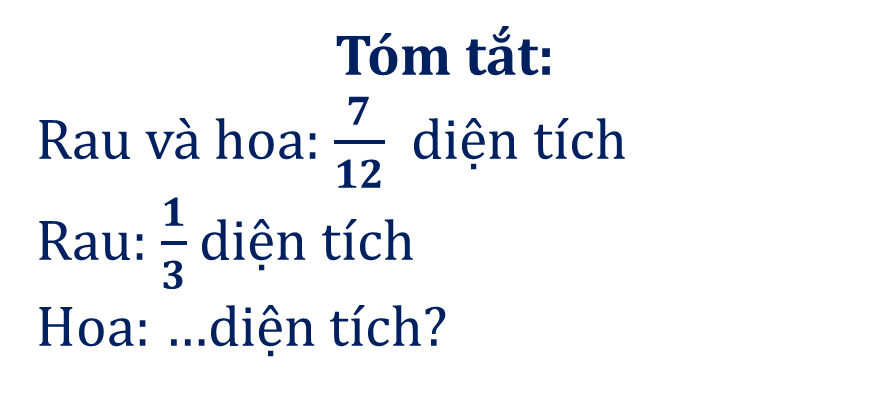 Tóm tắt:
Rau và hoa: 7/12 diện tích
Rau: 1/3 diện tích
Hoa: ...diện tích?